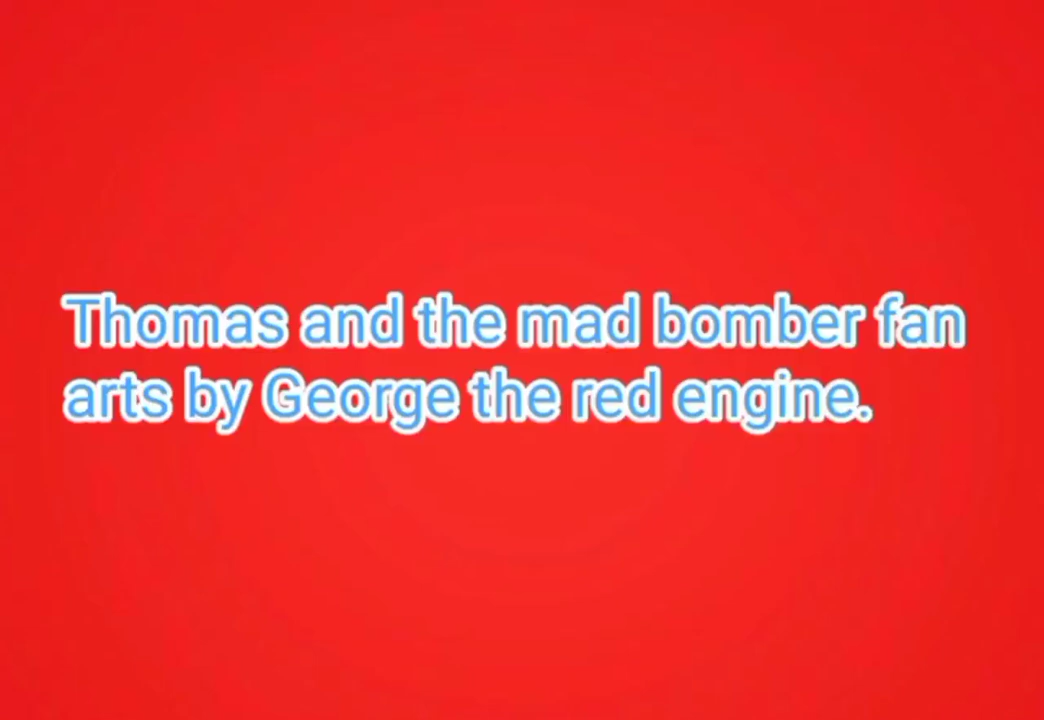 Thomas and the mad bomber fan
arts by George the red engine.